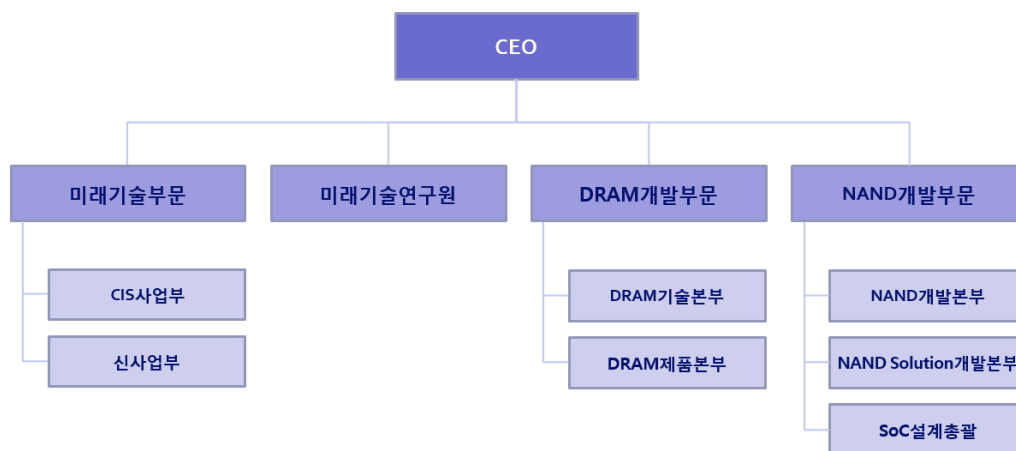 CEO
미래기술부문
미래기술연구원
DRAM개발부문
NAND개발부문
CIS사업부
신사업부
DRAM기술본부
DRAM제품본부
NAND개발본부
NAND Solution개발본부
SoC설계총괄